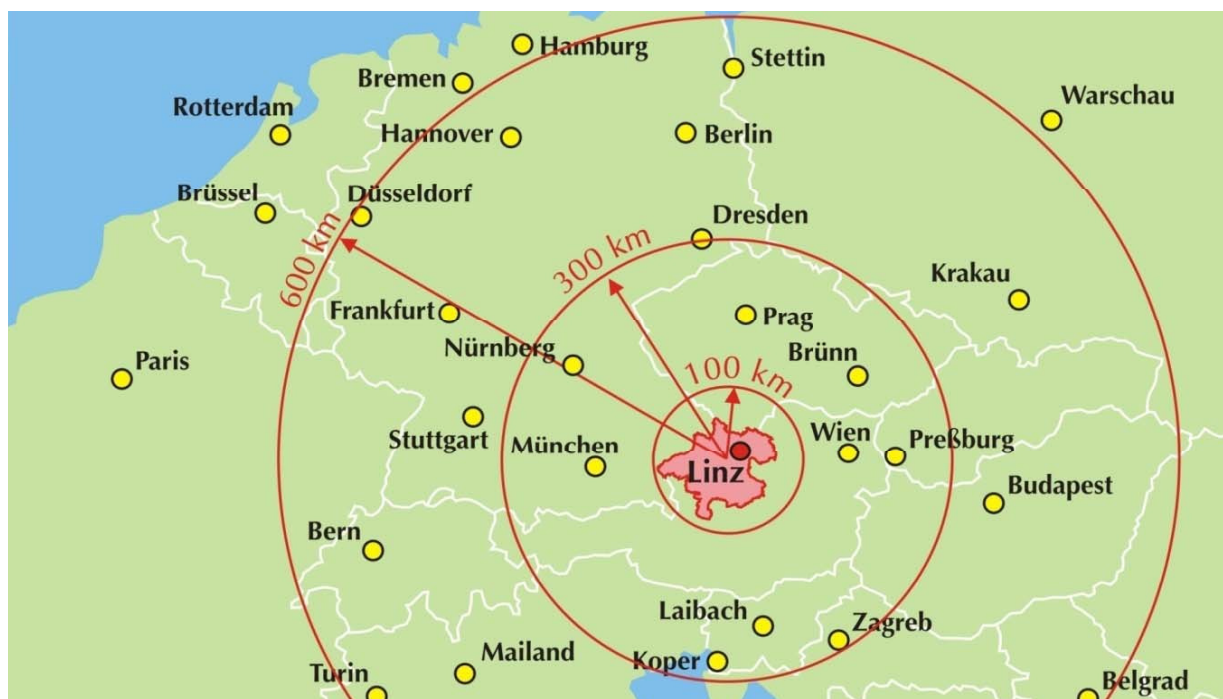 Hamburg
Stettin
Bremen
Warschau
Rotterdam
Hannover
Berlin
Brüssel
Düsseldorf
Dresden
600 km
300 km
Krakau
Frankfurt
Prag
Nürnberg
Brünn
Paris
100 km
Stuttgart
München
Wien
Preßburg
Linz
Budapest
Bern
Laibach
Zagreb
Koper
Mailand
Turin
Belgrad